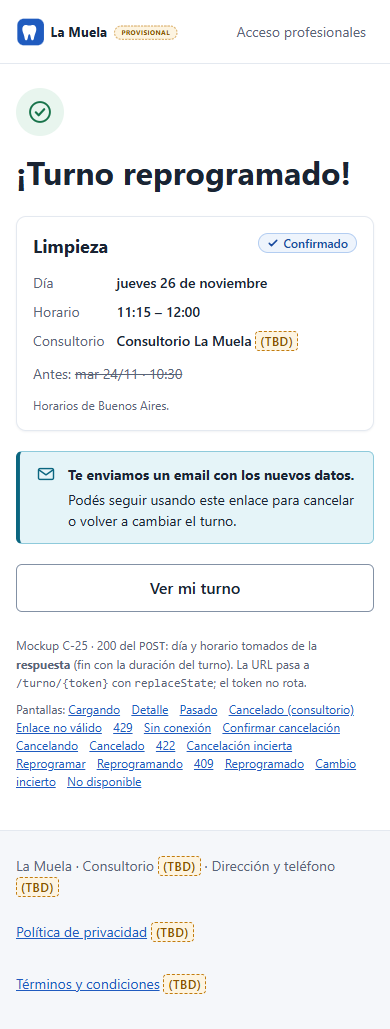 La Muela PROVISIONAL Acceso profesionales
¡Turno reprogramado!
Limpieza Confirmado
Día jueves 26 de noviembre
Horario 11:15 – 12:00
Consultorio Consultorio La Muela (TBD)
Antes: mar 24/11 · 10:30
Horarios de Buenos Aires.
Te enviamos un email con los nuevos datos.
Podés seguir usando este enlace para cancelar
o volver a cambiar el turno.
Ver mi turno
Mockup C-25 · 200 del POST: día y horario tomados de la
respuesta (fin con la duración del turno). La URL pasa a
/turno/{token} con replaceState; el token no rota.
Pantallas: Cargando Detalle Pasado Cancelado (consultorio)
Enlace no válido 429 Sin conexión Confirmar cancelación
Cancelando Cancelado 422 Cancelación incierta
Reprogramar Reprogramando 409 Reprogramado Cambio
incierto No disponible
La Muela · Consultorio (TBD) · Dirección y teléfono
(TBD)
Política de privacidad (TBD)
Términos y condiciones (TBD)